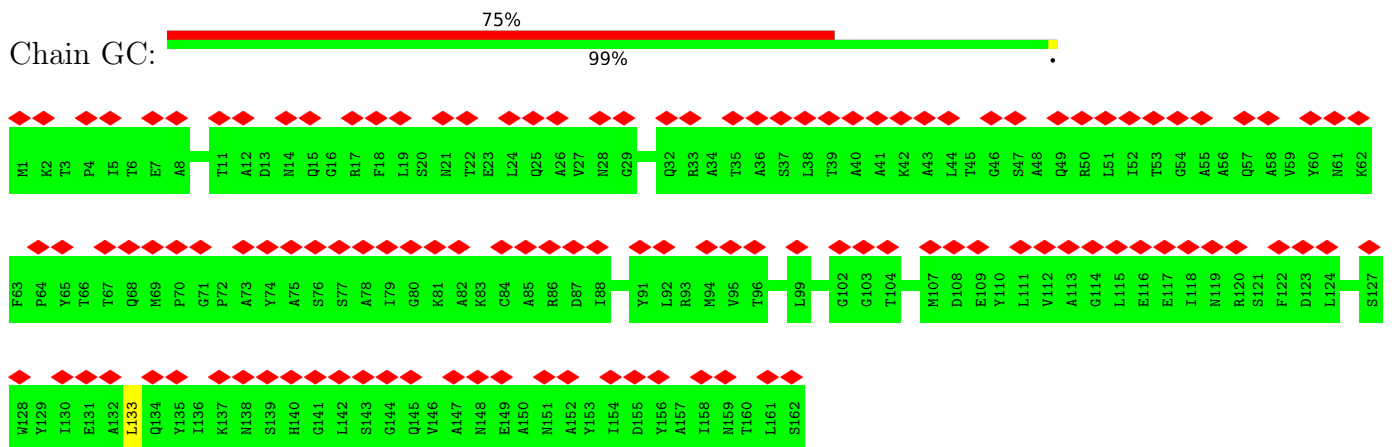 75%
Chain GC:
99%
•
M1 K2 T3 P4 I5 T6 E7 A8 T11 A12 D13 N14 Q15 G16 R17 F18 L19 S20 N21 T22 E23 L24 Q25 A26 V27 N28 G29 Q32 R33 A34 T35 A36 S37 L38 T39 A40 A41 K42 A43 L44 T45 G46 S47 A48 Q49 R50 L51 I52 T53 G54 A55 A56 Q57 A58 V59 Y60 N61 K62
F63 P64 Y65 T66 T67 Q68 M69 P70 G71 P72 A73 Y74 A75 S76 S77 A78 I79 G80 K81 A82 K83 C84 A85 R86 D87 I88 Y91 L92 R93 N94 V95 T96 L99 G102 G103 T104 M107 D108 E109 Y110 L111 V112 A113 G114 L115 E116 E117 I118 N119 R120 S121 F122 D123 L124 S127
W128 Y129 I130 E131 A132 L133 Q134 Y135 I136 K137 N138 S139 H140 G141 L142 S143 G144 Q145 V146 A147 N148 E149 A150 N151 A152 Y153 I154 D155 Y156 A157 I158 N159 T160 L161 S162